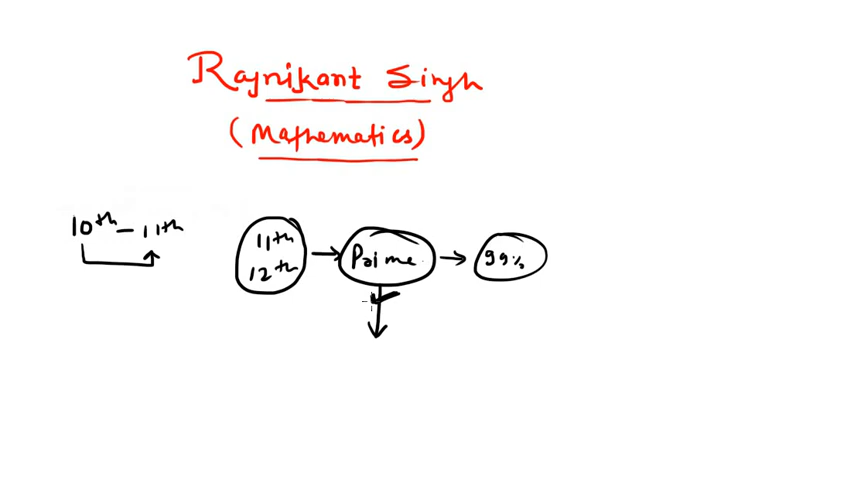 Rajnikant Singh
(Mathematics)
10th - 11th
11th
12th
Prime
99%